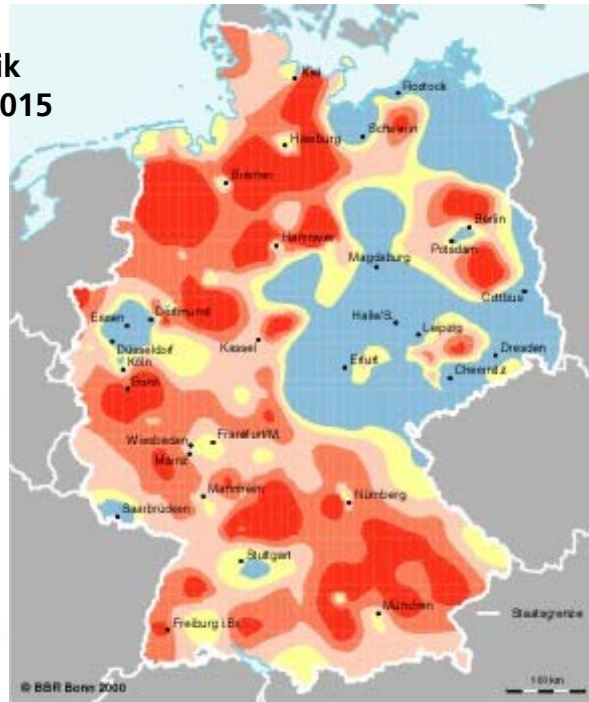 ik
015
Kiel
Rostock
Schwerin
Hamburg
Bremen
Berlin
Hannover
Potsdam
Magdeburg
Cottbus
Essen
Dortmund
Halle/S.
Leipzig
Düsseldorf
Kassel
Dresden
Köln
Erfurt
Chemnitz
Bonn
Wiesbaden
Frankfurt/M.
Mainz
Mannheim
Nürnberg
Saarbrücken
Stuttgart
München
Staatsgrenze
Freiburg i.Br.
© BBR Bonn 2000
100 km